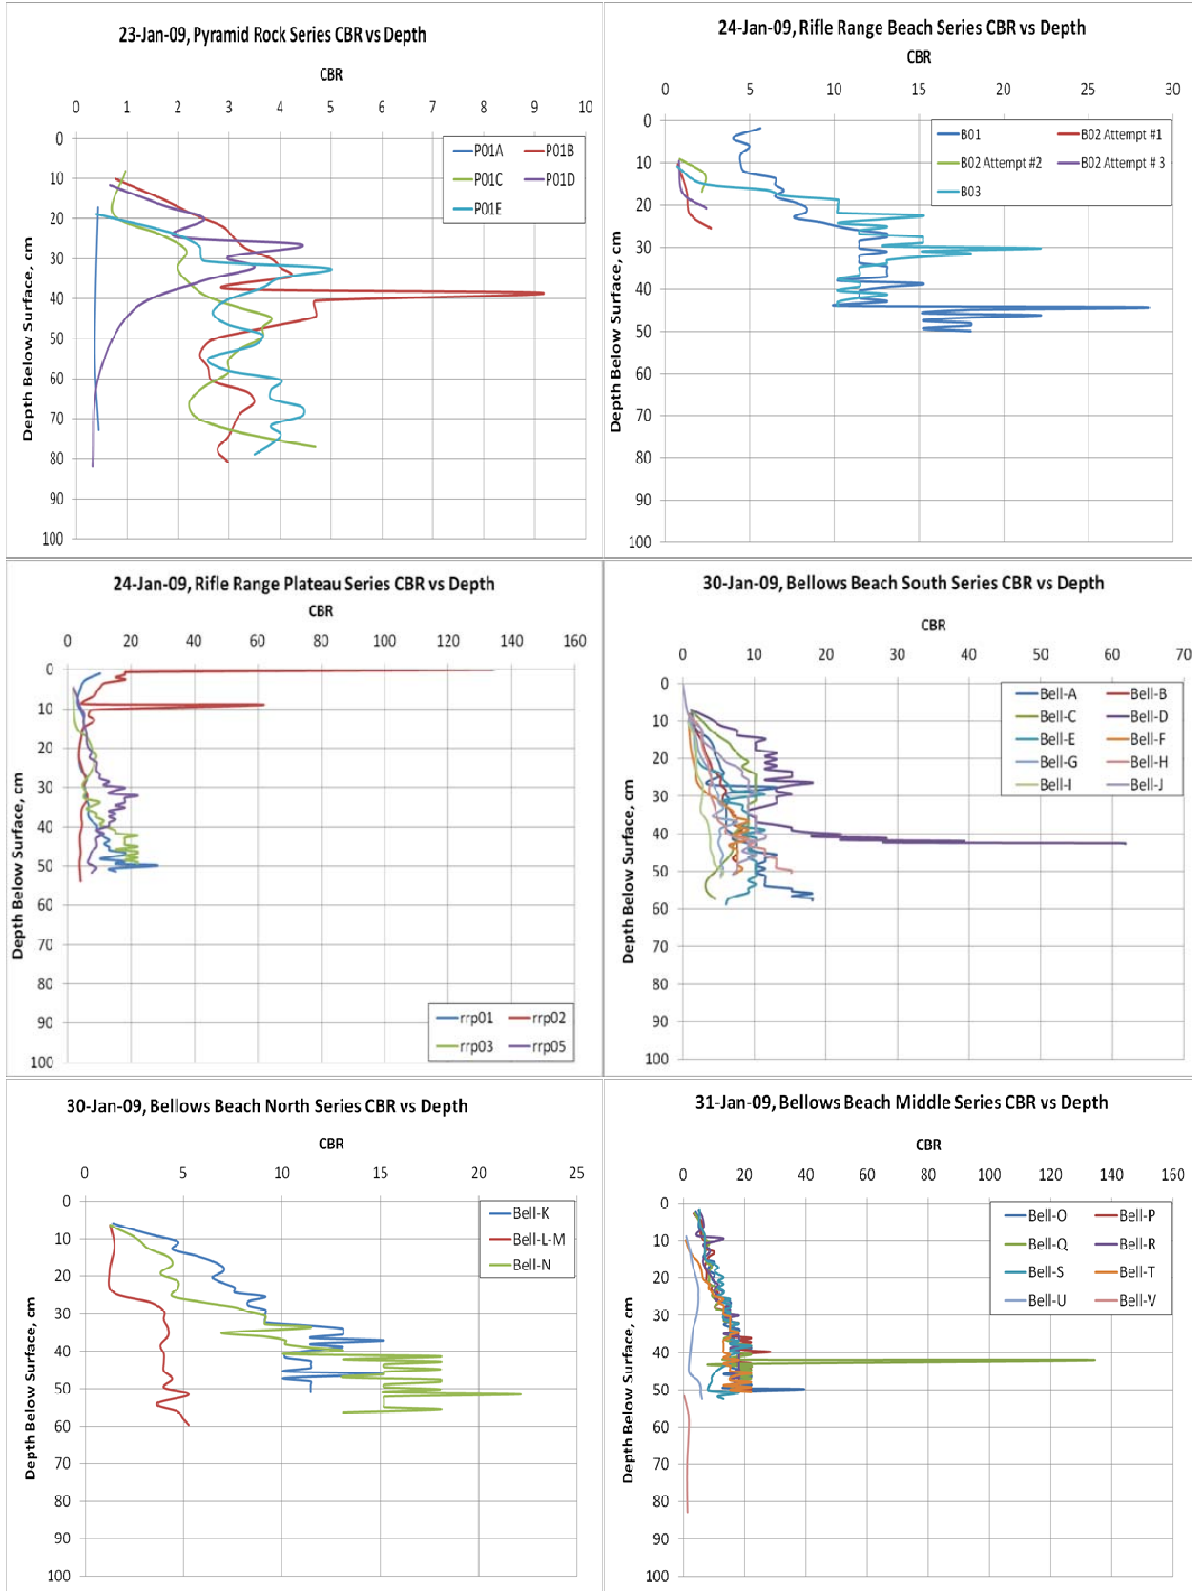 23-Jan-09, Pyramid Rock Series CBR vs Depth
CBR
0 1 2 3 4 5 6 7 8 9 10
0
10
20
30
40
50
60
70
80
90
100
Depth Below Surface, cm
P01A P01B
P01C P01D
P01E
24-Jan-09, Rifle Range Beach Series CBR vs Depth
CBR
0 5 10 15 20 25 30
0
10
20
30
40
50
60
70
80
90
100
Depth Below Surface, cm
B01 B02 Attempt #1
B02 Attempt #2 B02 Attempt # 3
B03
24-Jan-09, Rifle Range Plateau Series CBR vs Depth
CBR
0 20 40 60 80 100 120 140 160
0
10
20
30
40
50
60
70
80
90
100
Depth Below Surface, cm
rrp01 rrp02
rrp03 rrp05
30-Jan-09, Bellows Beach South Series CBR vs Depth
CBR
0 10 20 30 40 50 60 70
0
10
20
30
40
50
60
70
80
90
100
Depth Below Surface, cm
Bell-A Bell-B
Bell-C Bell-D
Bell-E Bell-F
Bell-G Bell-H
Bell-I Bell-J
30-Jan-09, Bellows Beach North Series CBR vs Depth
CBR
0 5 10 15 20 25
0
10
20
30
40
50
60
70
80
90
100
Depth Below Surface, cm
Bell-K
Bell-L-M
Bell-N
31-Jan-09, Bellows Beach Middle Series CBR vs Depth
CBR
0 20 40 60 80 100 120 140 160
0
10
20
30
40
50
60
70
80
90
100
Depth Below Surface, cm
Bell-O Bell-P
Bell-Q Bell-R
Bell-S Bell-T
Bell-U Bell-V